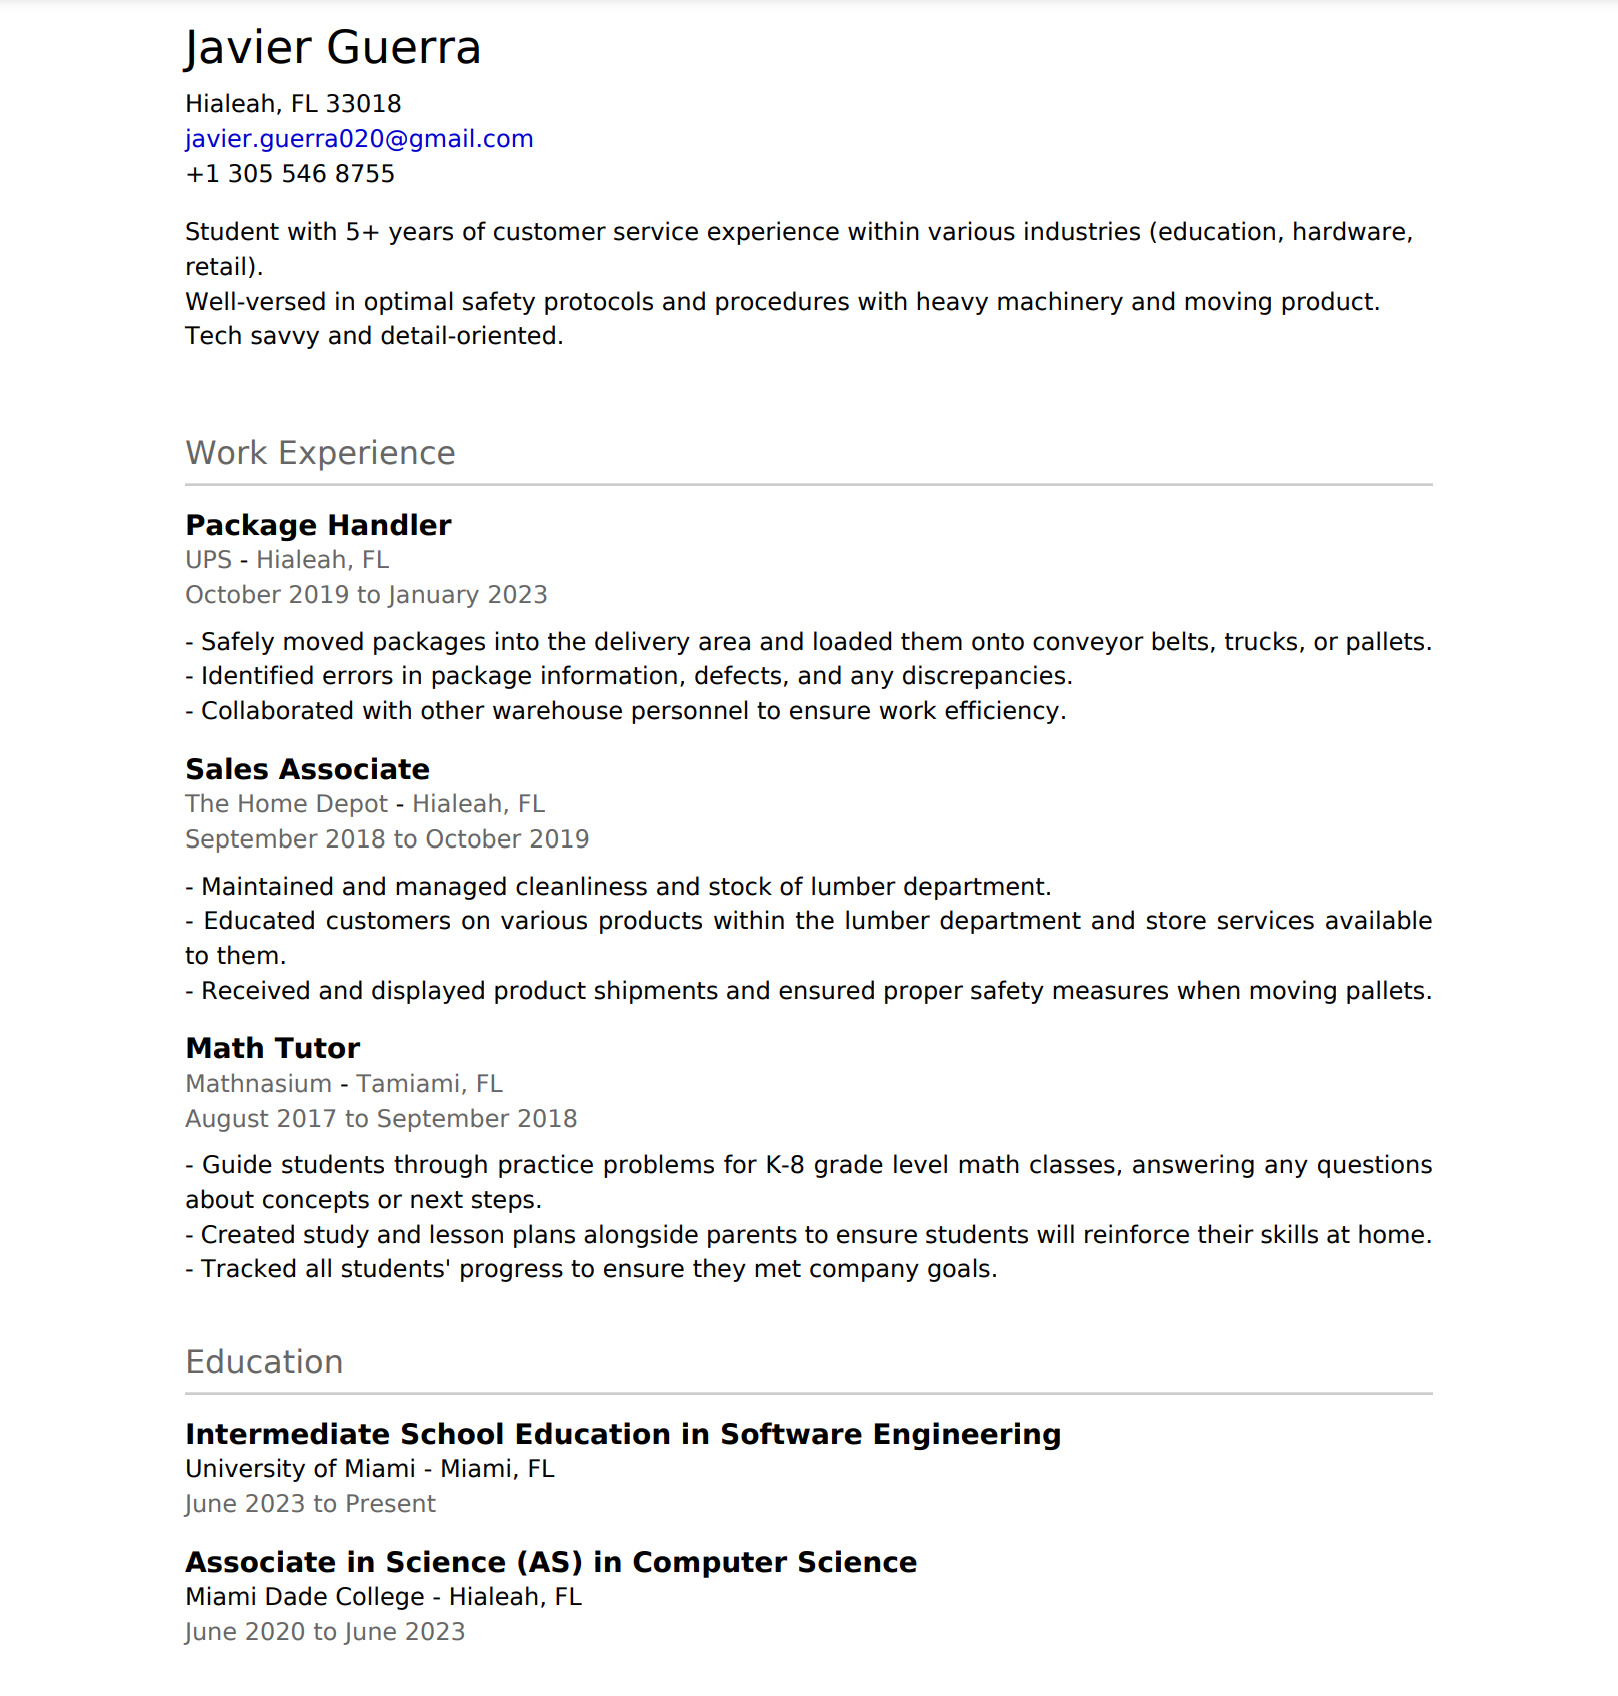 Javier Guerra
Hialeah, FL 33018
javier.guerra020@gmail.com
+1 305 546 8755
Student with 5+ years of customer service experience within various industries (education, hardware,
retail).
Well-versed in optimal safety protocols and procedures with heavy machinery and moving product.
Tech savvy and detail-oriented.
Work Experience
Package Handler
UPS - Hialeah, FL
October 2019 to January 2023
- Safely moved packages into the delivery area and loaded them onto conveyor belts, trucks, or pallets.
- Identified errors in package information, defects, and any discrepancies.
- Collaborated with other warehouse personnel to ensure work efficiency.
Sales Associate
The Home Depot - Hialeah, FL
September 2018 to October 2019
- Maintained and managed cleanliness and stock of lumber department.
- Educated customers on various products within the lumber department and store services available
to them.
- Received and displayed product shipments and ensured proper safety measures when moving pallets.
Math Tutor
Mathnasium - Tamiami, FL
August 2017 to September 2018
- Guide students through practice problems for K-8 grade level math classes, answering any questions
about concepts or next steps.
- Created study and lesson plans alongside parents to ensure students will reinforce their skills at home.
- Tracked all students' progress to ensure they met company goals.
Education
Intermediate School Education in Software Engineering
University of Miami - Miami, FL
June 2023 to Present
Associate in Science (AS) in Computer Science
Miami Dade College - Hialeah, FL
June 2020 to June 2023